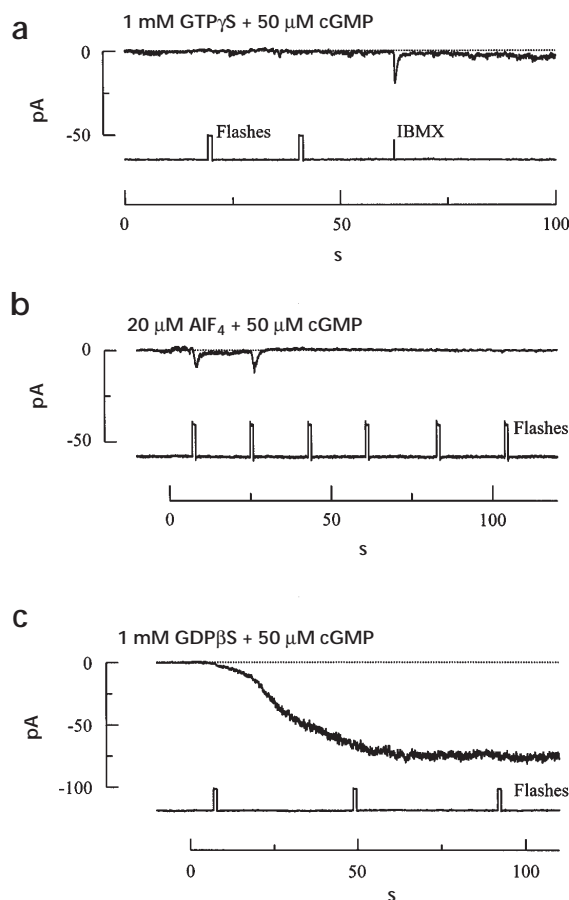 a
1 mM GTPγS + 50 μM cGMP
0
pA
-50
Flashes
IBMX
0 50 100
s
b
20 μM AlF4 + 50 μM cGMP
0
pA
-50
Flashes
0 50 100
s
c
1 mM GDPβS + 50 μM cGMP
0
pA
-50
-100
Flashes
0 50 100
s